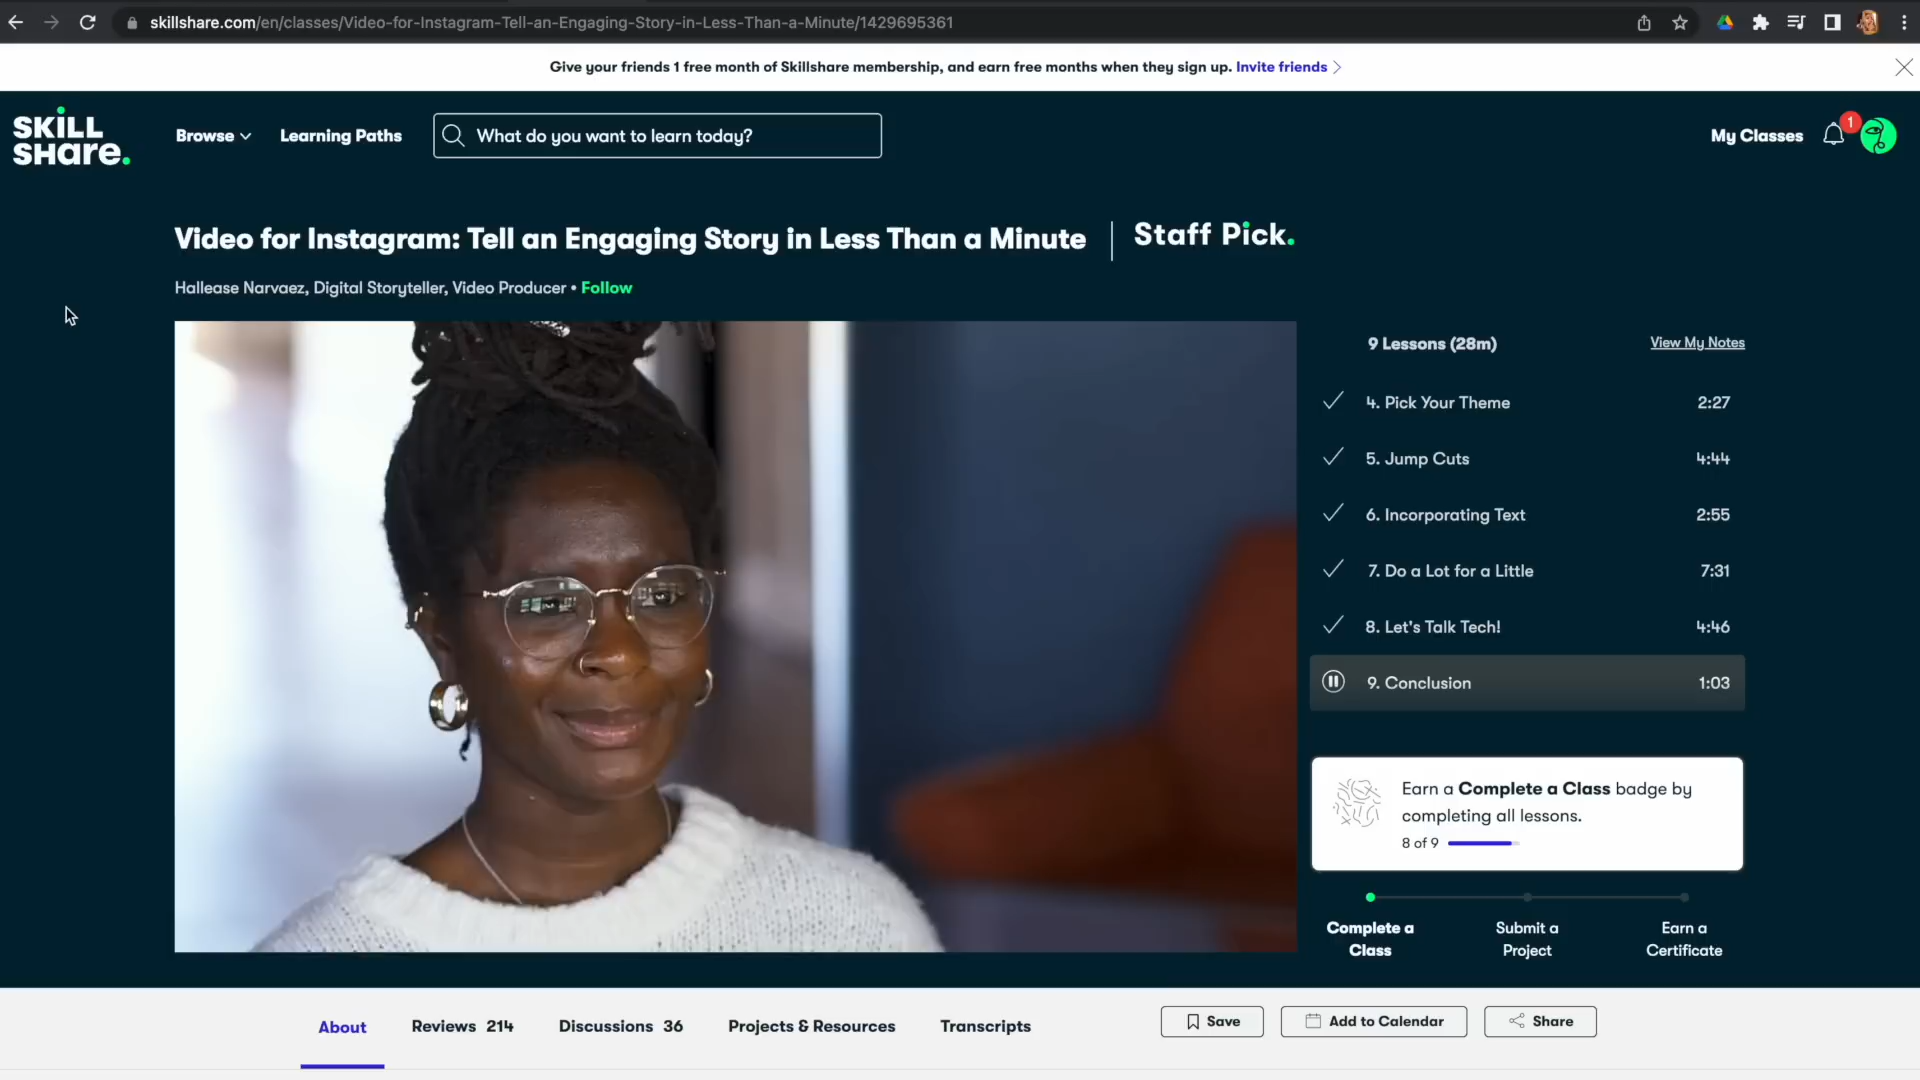 skillshare.com/en/classes/Video-for-Instagram-Tell-an-Engaging-Story-in-Less-Than-a-Minute/1429695361
Give your friends 1 free month of Skillshare membership, and earn free months when they sign up. Invite friends
SKILL
SHare.
Browse
Learning Paths
What do you want to learn today?
My Classes
1
Video for Instagram: Tell an Engaging Story in Less Than a Minute
Staff Pick.
Hallease Narvaez, Digital Storyteller, Video Producer • Follow
9 Lessons (28m)
View My Notes
4. Pick Your Theme 2:27
5. Jump Cuts 4:44
6. Incorporating Text 2:55
7. Do a Lot for a Little 7:31
8. Let's Talk Tech! 4:46
9. Conclusion 1:03
Earn a Complete a Class badge by
completing all lessons.
8 of 9
Complete a
Class
Submit a
Project
Earn a
Certificate
About
Reviews 214
Discussions 36
Projects & Resources
Transcripts
Save
Add to Calendar
Share